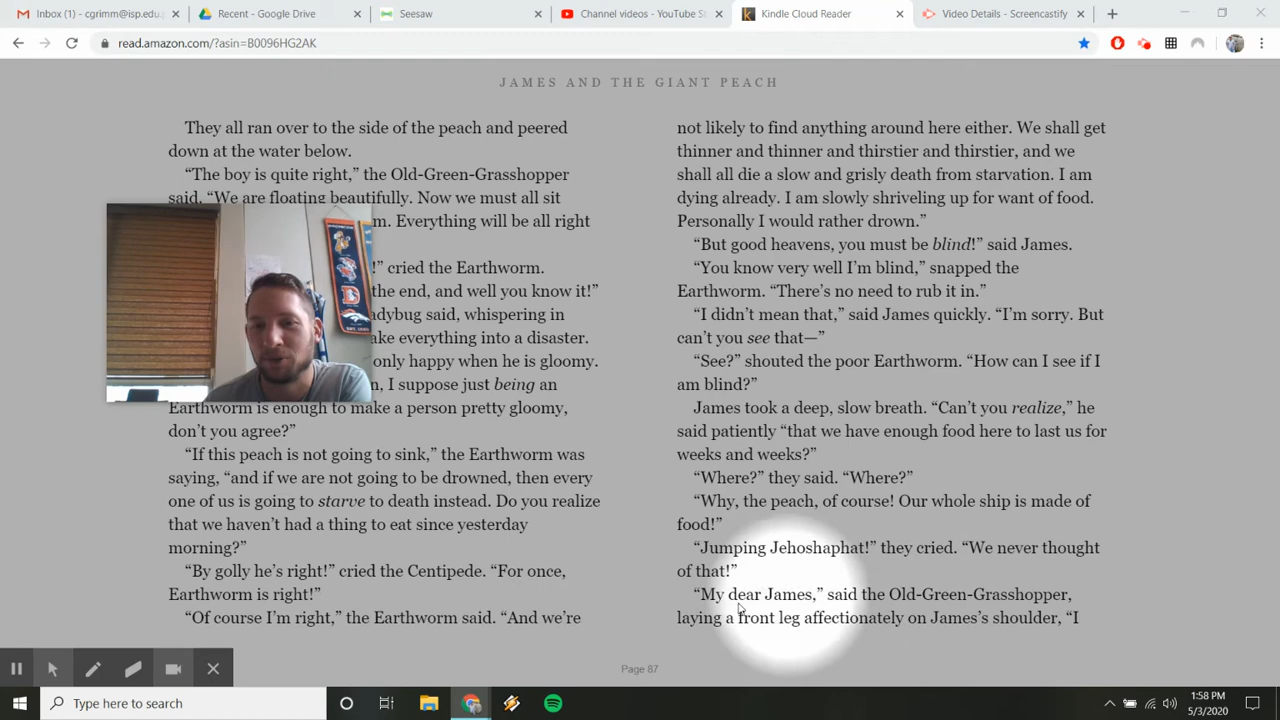 Inbox (1) - cgrimm@isp.edu.
Recent - Google Drive
Seesaw
Channel videos - YouTube St
Kindle Cloud Reader
Video Details - Screencastify
read.amazon.com/?asin=B0096HG2AK
JAMES AND THE GIANT PEACH
They all ran over to the side of the peach and peered
down at the water below.
“The boy is quite right,” the Old-Green-Grasshopper
said. “We are floating beautifully. Now we must all sit
m. Everything will be all right
!” cried the Earthworm.
the end, and well you know it!”
adybug said, whispering in
ake everything into a disaster.
only happy when he is gloomy.
n, I suppose just being an
Earthworm is enough to make a person pretty gloomy,
don’t you agree?”
“If this peach is not going to sink,” the Earthworm was
saying, “and if we are not going to be drowned, then every
one of us is going to starve to death instead. Do you realize
that we haven’t had a thing to eat since yesterday
morning?”
“By golly he’s right!” cried the Centipede. “For once,
Earthworm is right!”
“Of course I’m right,” the Earthworm said. “And we’re
not likely to find anything around here either. We shall get
thinner and thinner and thirstier and thirstier, and we
shall all die a slow and grisly death from starvation. I am
dying already. I am slowly shriveling up for want of food.
Personally I would rather drown.”
“But good heavens, you must be blind!” said James.
“You know very well I’m blind,” snapped the
Earthworm. “There’s no need to rub it in.”
“I didn’t mean that,” said James quickly. “I’m sorry. But
can’t you see that—”
“See?” shouted the poor Earthworm. “How can I see if I
am blind?”
James took a deep, slow breath. “Can’t you realize,” he
said patiently “that we have enough food here to last us for
weeks and weeks?”
“Where?” they said. “Where?”
“Why, the peach, of course! Our whole ship is made of
food!”
“Jumping Jehoshaphat!” they cried. “We never thought
of that!”
“My dear James,” said the Old-Green-Grasshopper,
laying a front leg affectionately on James’s shoulder, “I
Page 87
Type here to search
1:58 PM
5/3/2020